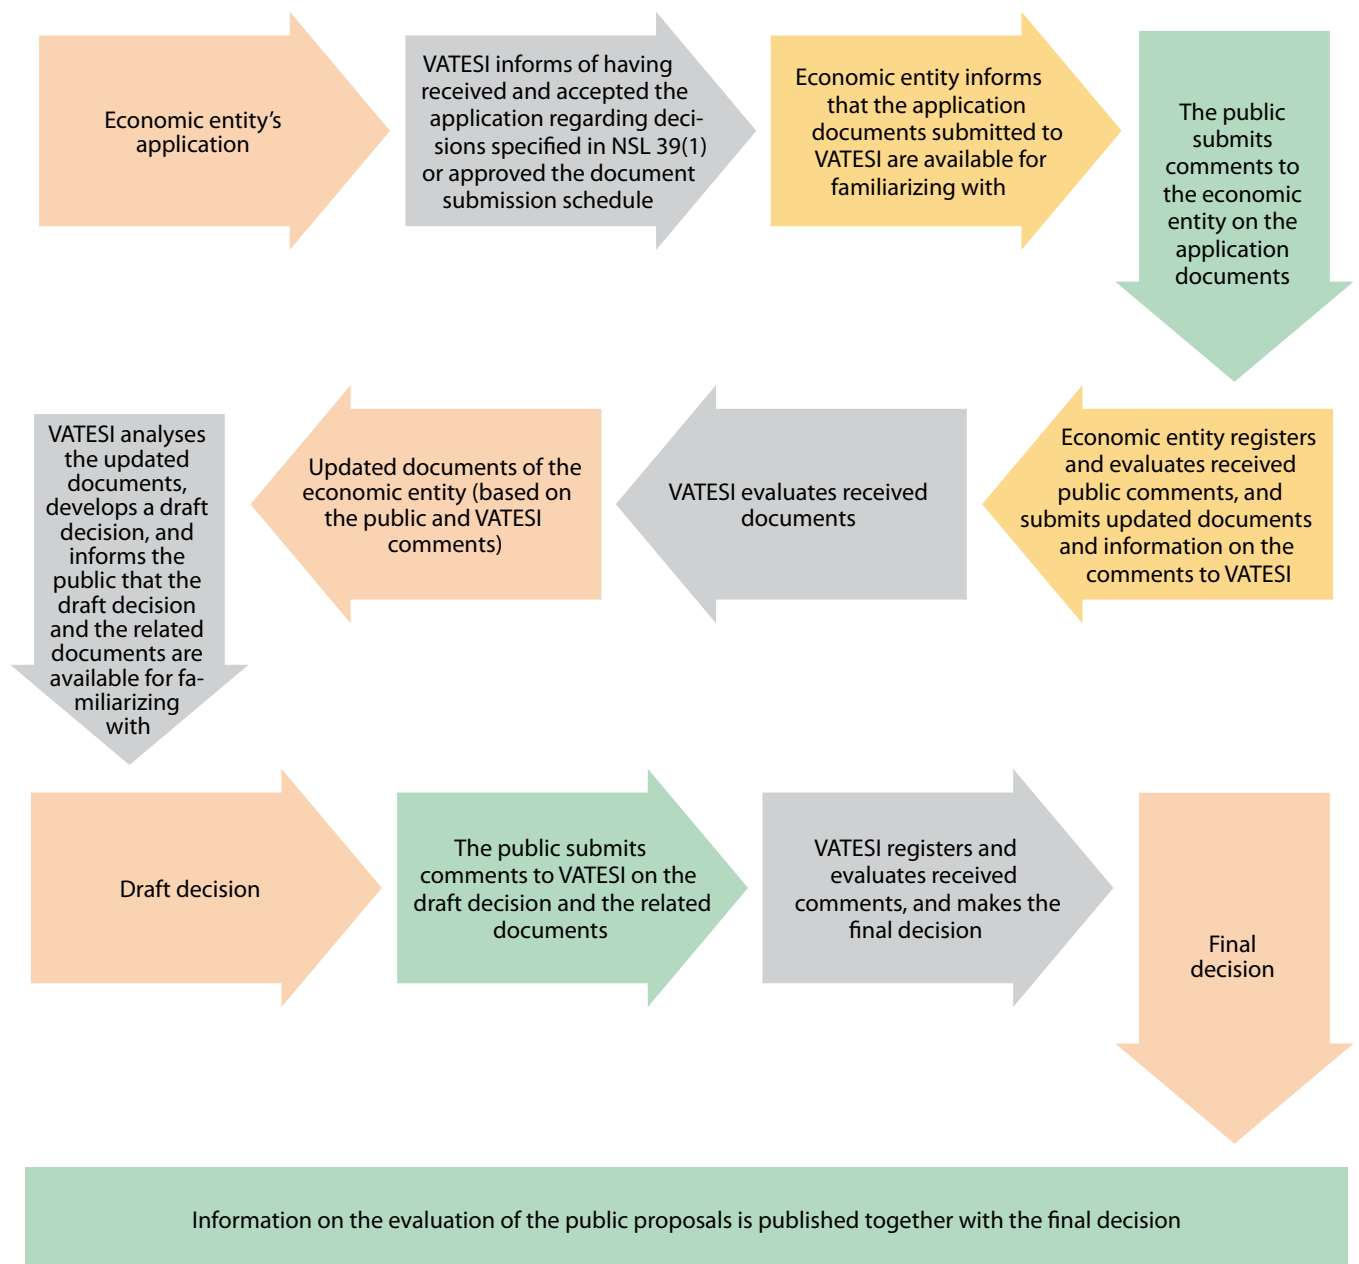 Economic entity's
application
VATESI informs of having
received and accepted the
application regarding deci-
sions specified in NSL 39(1)
or approved the document
submission schedule
Economic entity informs
that the application
documents submitted to
VATESI are available for
familiarizing with
The public
submits
comments to
the economic
entity on the
application
documents
Economic entity registers
and evaluates received
public comments, and
submits updated documents
and information on the
comments to VATESI
VATESI evaluates received
documents
Updated documents of the
economic entity (based on
the public and VATESI
comments)
VATESI analyses
the updated
documents,
develops a draft
decision, and
informs the
public that the
draft decision
and the related
documents are
available for fa-
miliarizing
with
Draft decision
The public submits
comments to VATESI on the
draft decision and the related
documents
VATESI registers and
evaluates received
comments, and makes the
final decision
Final
decision
Information on the evaluation of the public proposals is published together with the final decision